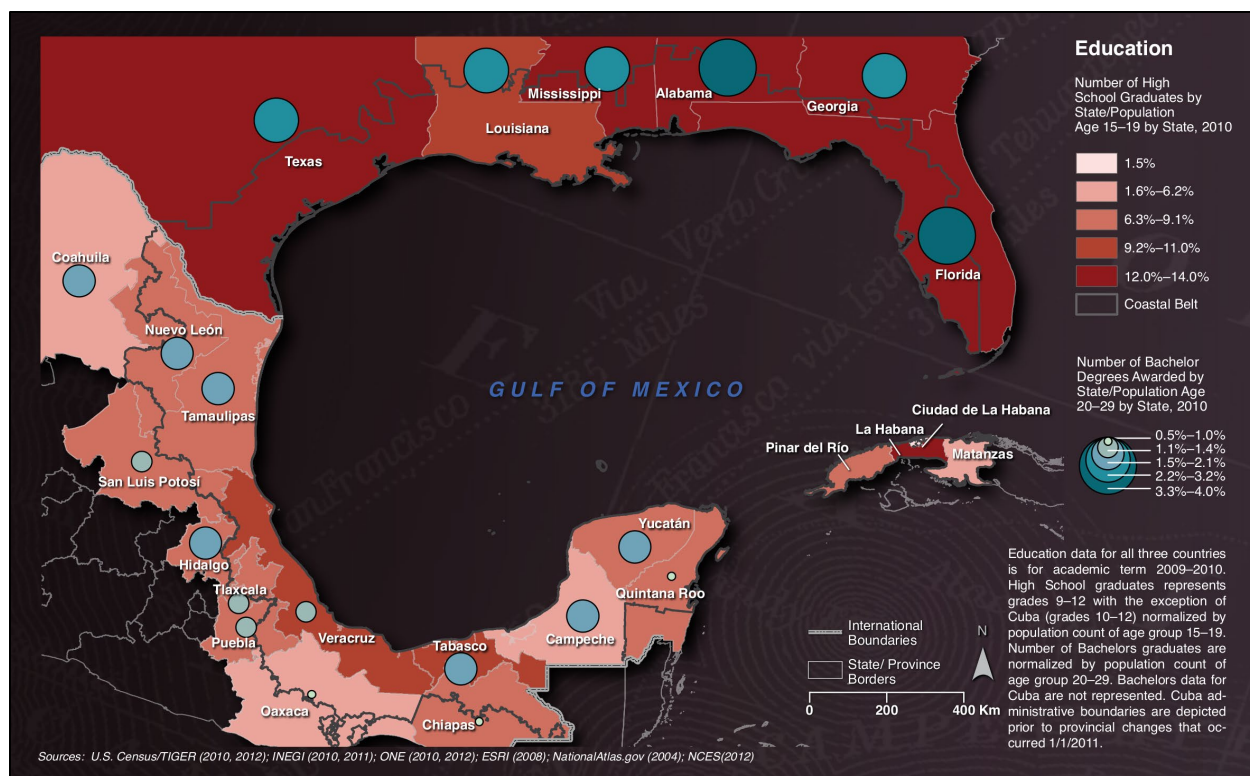 Education
Number of High
School Graduates by
State/Population
Age 15–19 by State, 2010
1.5%
1.6%–6.2%
6.3%–9.1%
9.2%–11.0%
12.0%–14.0%
Coastal Belt
Number of Bachelor
Degrees Awarded by
State/Population Age
20–29 by State, 2010
0.5%–1.0%
1.1%–1.4%
1.5%–2.1%
2.2%–3.2%
3.3%–4.0%
Mississippi
Alabama
Georgia
Louisiana
Texas
Florida
Coahuila
Nuevo León
Tamaulipas
San Luis Potosí
Hidalgo
Tlaxcala
Puebla
Veracruz
Oaxaca
Tabasco
Chiapas
Campeche
Yucatán
Quintana Roo
GULF OF MEXICO
Ciudad de La Habana
La Habana
Pinar del Río
Matanzas
International
Boundaries
State/ Province
Borders
N
0 200 400 Km
Education data for all three countries
is for academic term 2009–2010.
High School graduates represents
grades 9–12 with the exception of
Cuba (grades 10–12) normalized by
population count of age group 15–19.
Number of Bachelors graduates are
normalized by population count of
age group 20–29. Bachelors data for
Cuba are not represented. Cuba ad-
ministrative boundaries are depicted
prior to provincial changes that oc-
curred 1/1/2011.
Sources: U.S. Census/TIGER (2010, 2012); INEGI (2010, 2011); ONE (2010, 2012); ESRI (2008); NationalAtlas.gov (2004); NCES(2012)